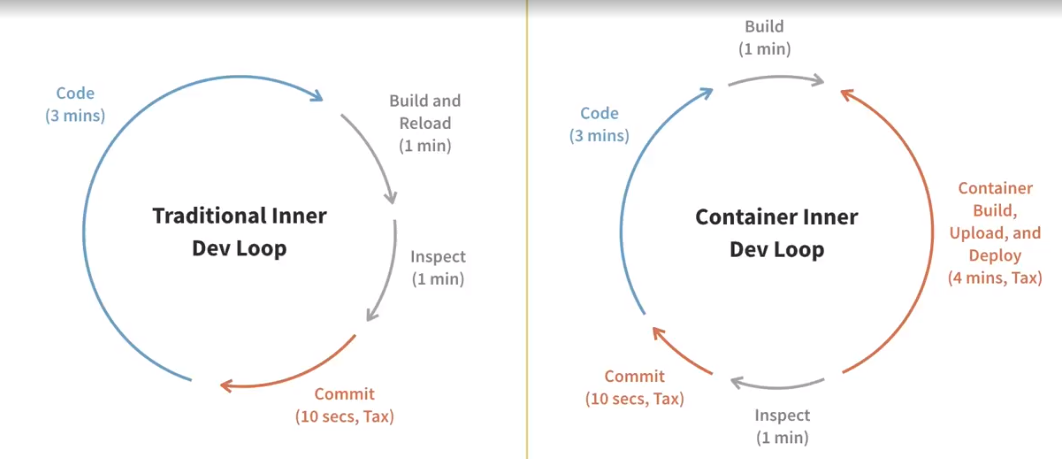 Code
(3 mins)
Build and
Reload
(1 min)
Traditional Inner
Dev Loop
Inspect
(1 min)
Commit
(10 secs, Tax)
Build
(1 min)
Code
(3 mins)
Container Inner
Dev Loop
Container
Build,
Upload, and
Deploy
(4 mins, Tax)
Commit
(10 secs, Tax)
Inspect
(1 min)